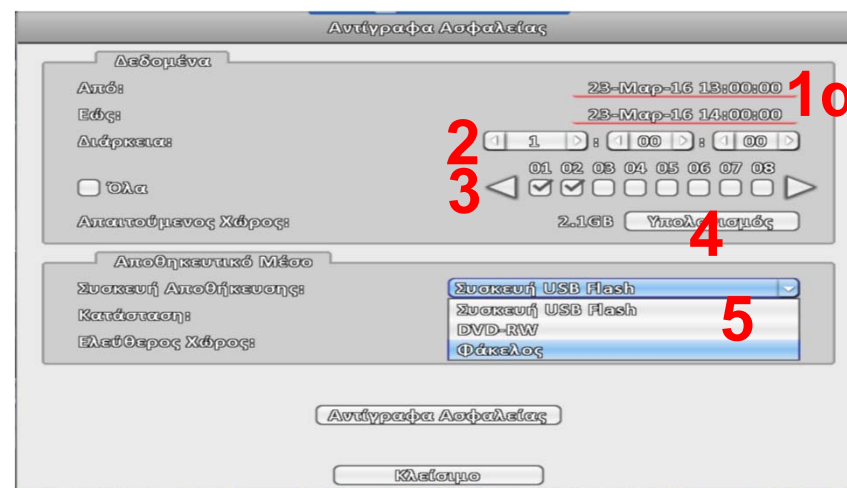 Αντίγραφα Ασφαλείας
Δεδομένα
Από: 23-Μαρ-16 13:00:00 1ο
Εώς: 23-Μαρ-16 14:00:00
Διάρκεια: 2 1 : 00 : 00
01 02 03 04 05 06 07 08
Όλα 3
Απαιτούμενος Χώρος: 2.1GB Υπολογισμός 4
Αποθηκευτικό Μέσο
Συσκευή Αποθήκευσης: Συσκευή USB Flash
Κατάσταση: Συσκευή USB Flash
DVD-RW 5
Ελεύθερος Χώρος: Φάκελος
Αντίγραφα Ασφαλείας
Κλείσιμο